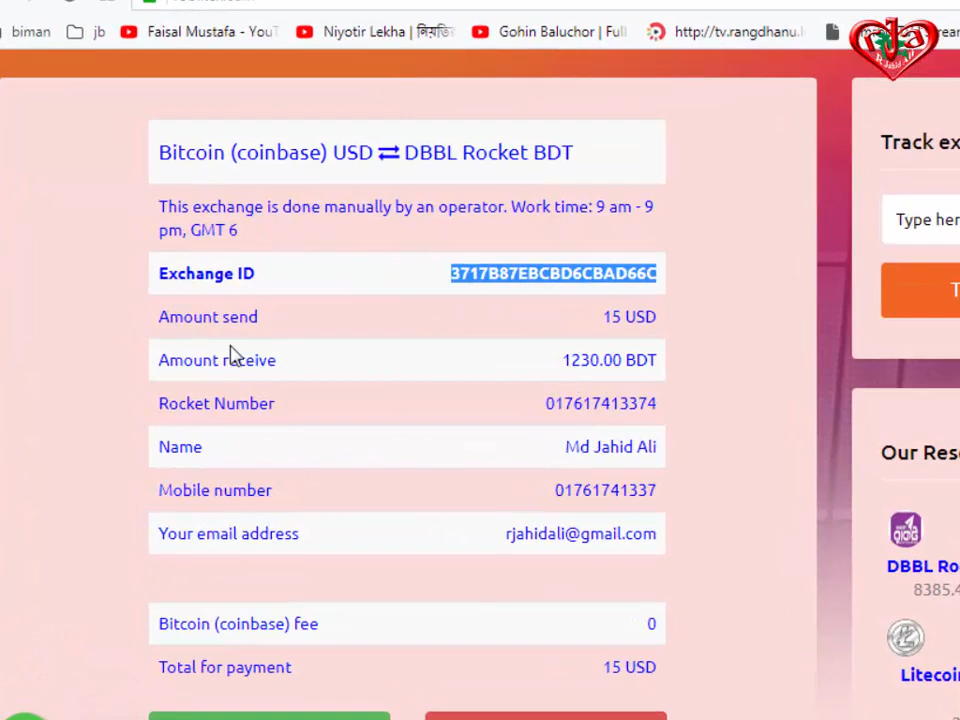 biman jb Faisal Mustafa - YouT Niyotir Lekha | নিয়তি Gohin Baluchor | Full http://tv.rangdhanu.l
rja
R Jahid Ali
Bitcoin (coinbase) USD ⇄ DBBL Rocket BDT
This exchange is done manually by an operator. Work time: 9 am - 9
pm, GMT 6
Exchange ID 3717B87EBCBD6CBAD66C
Amount send 15 USD
Amount receive 1230.00 BDT
Rocket Number 017617413374
Name Md Jahid Ali
Mobile number 01761741337
Your email address rjahidali@gmail.com
Bitcoin (coinbase) fee 0
Total for payment 15 USD
Track ex
Type her
T
Our Res
DBBL Ro
8385.4
Litecoi